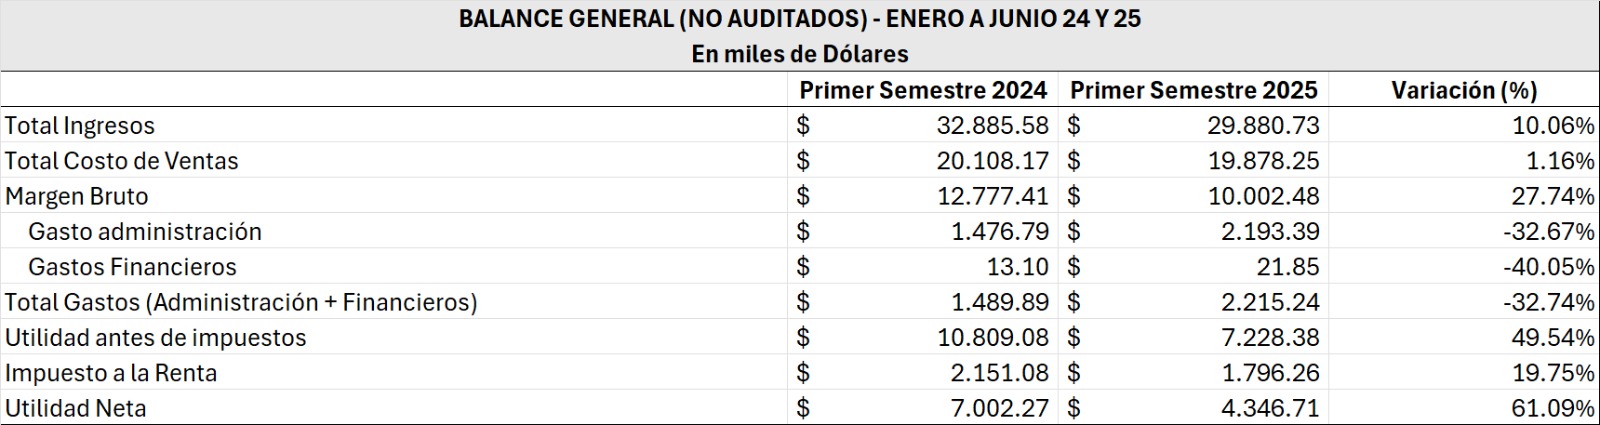 BALANCE GENERAL (NO AUDITADOS) - ENERO A JUNIO 24 Y 25
En miles de Dólares
Primer Semestre 2024 Primer Semestre 2025 Variación (%)
Total Ingresos $ 32.885.58 $ 29.880.73 10.06%
Total Costo de Ventas $ 20.108.17 $ 19.878.25 1.16%
Margen Bruto $ 12.777.41 $ 10.002.48 27.74%
Gasto administración $ 1.476.79 $ 2.193.39 -32.67%
Gastos Financieros $ 13.10 $ 21.85 -40.05%
Total Gastos (Administración + Financieros) $ 1.489.89 $ 2.215.24 -32.74%
Utilidad antes de impuestos $ 10.809.08 $ 7.228.38 49.54%
Impuesto a la Renta $ 2.151.08 $ 1.796.26 19.75%
Utilidad Neta $ 7.002.27 $ 4.346.71 61.09%